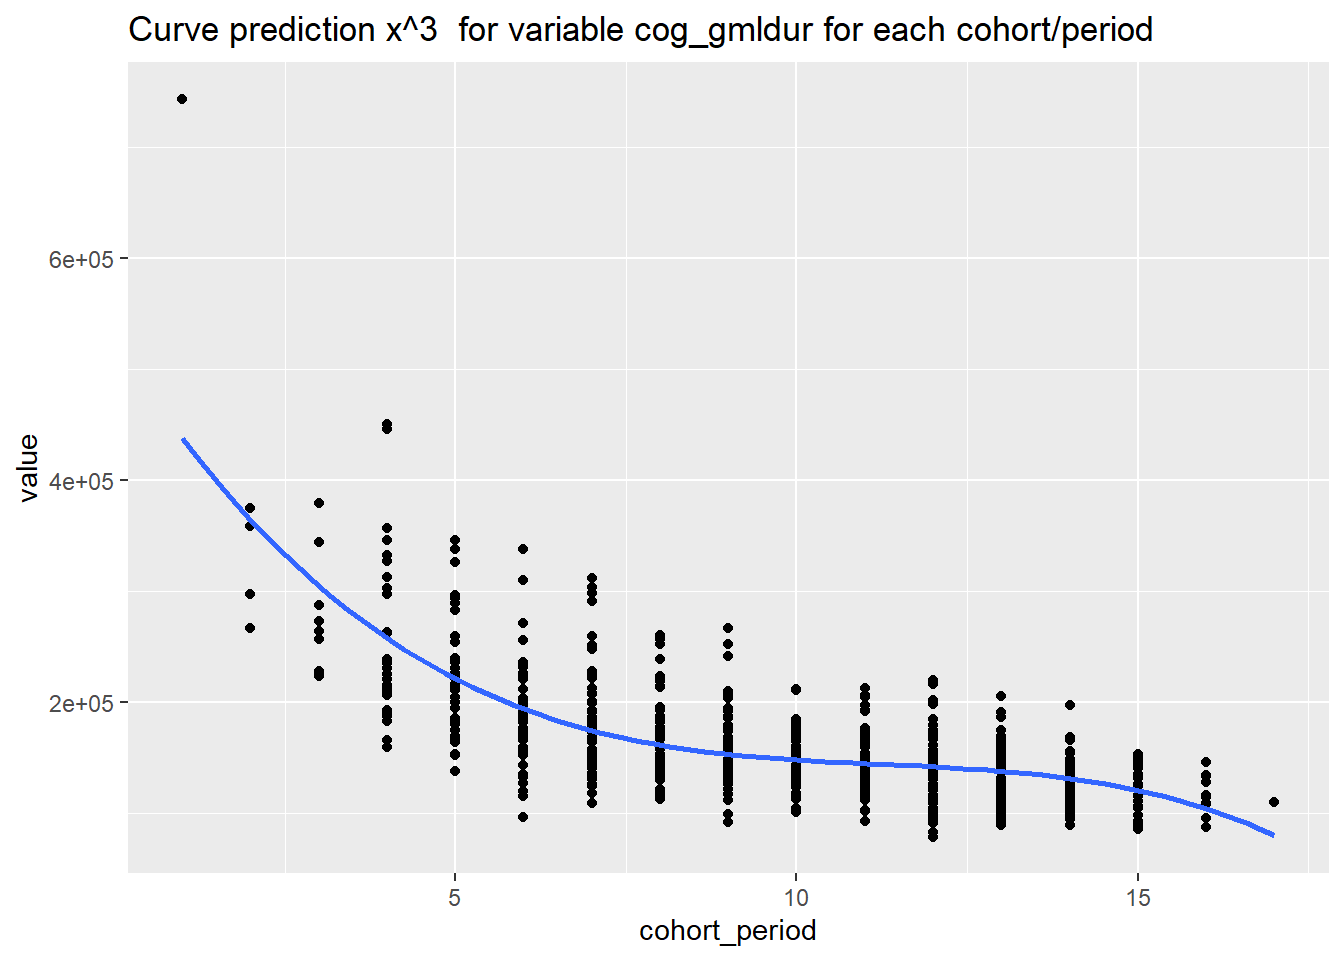 Curve prediction x^3  for variable cog_gmldur for each cohort/period
6e+05
4e+05
2e+05
value
5
10
15
cohort_period